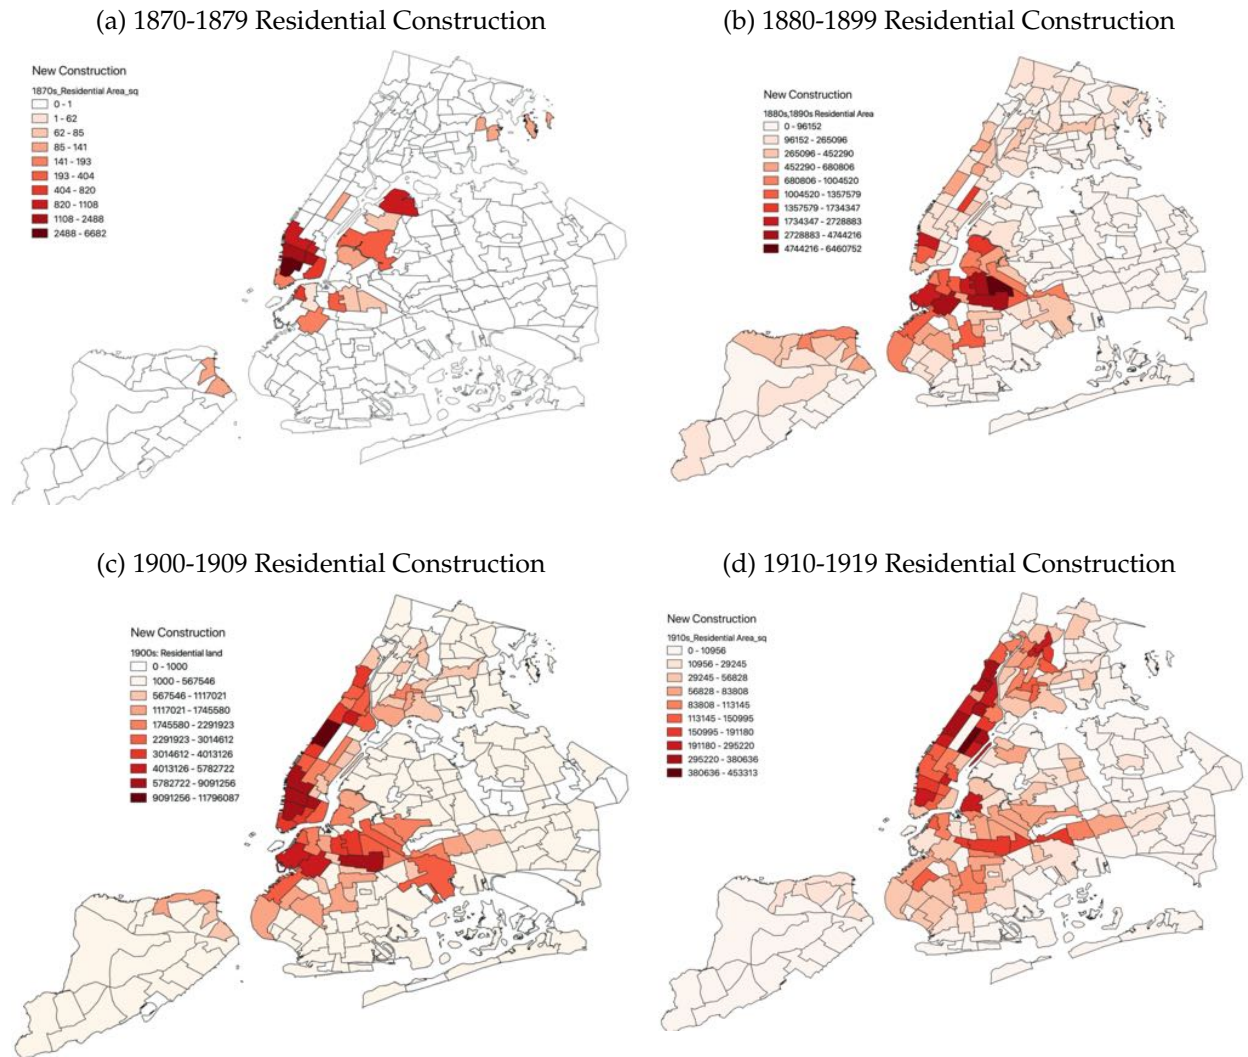 (a) 1870-1879 Residential Construction
New Construction
1870s_Residential Area_sq
0 - 1
1 - 62
62 - 85
85 - 141
141 - 193
193 - 404
404 - 820
820 - 1108
1108 - 2488
2488 - 6682
(b) 1880-1899 Residential Construction
New Construction
1880s,1890s Residential Area
0 - 96152
96152 - 265096
265096 - 452290
452290 - 680806
680806 - 1004520
1004520 - 1357579
1357579 - 1734347
1734347 - 2728883
2728883 - 4744216
4744216 - 6460752
(c) 1900-1909 Residential Construction
New Construction
1900s: Residential land
0 - 1000
1000 - 567546
567546 - 1117021
1117021 - 1745580
1745580 - 2291923
2291923 - 3014612
3014612 - 4013126
4013126 - 5782722
5782722 - 9091256
9091256 - 11796087
(d) 1910-1919 Residential Construction
New Construction
1910s_Residential Area_sq
0 - 10956
10956 - 29245
29245 - 56828
56828 - 83808
83808 - 113145
113145 - 150995
150995 - 191180
191180 - 295220
295220 - 380636
380636 - 453313